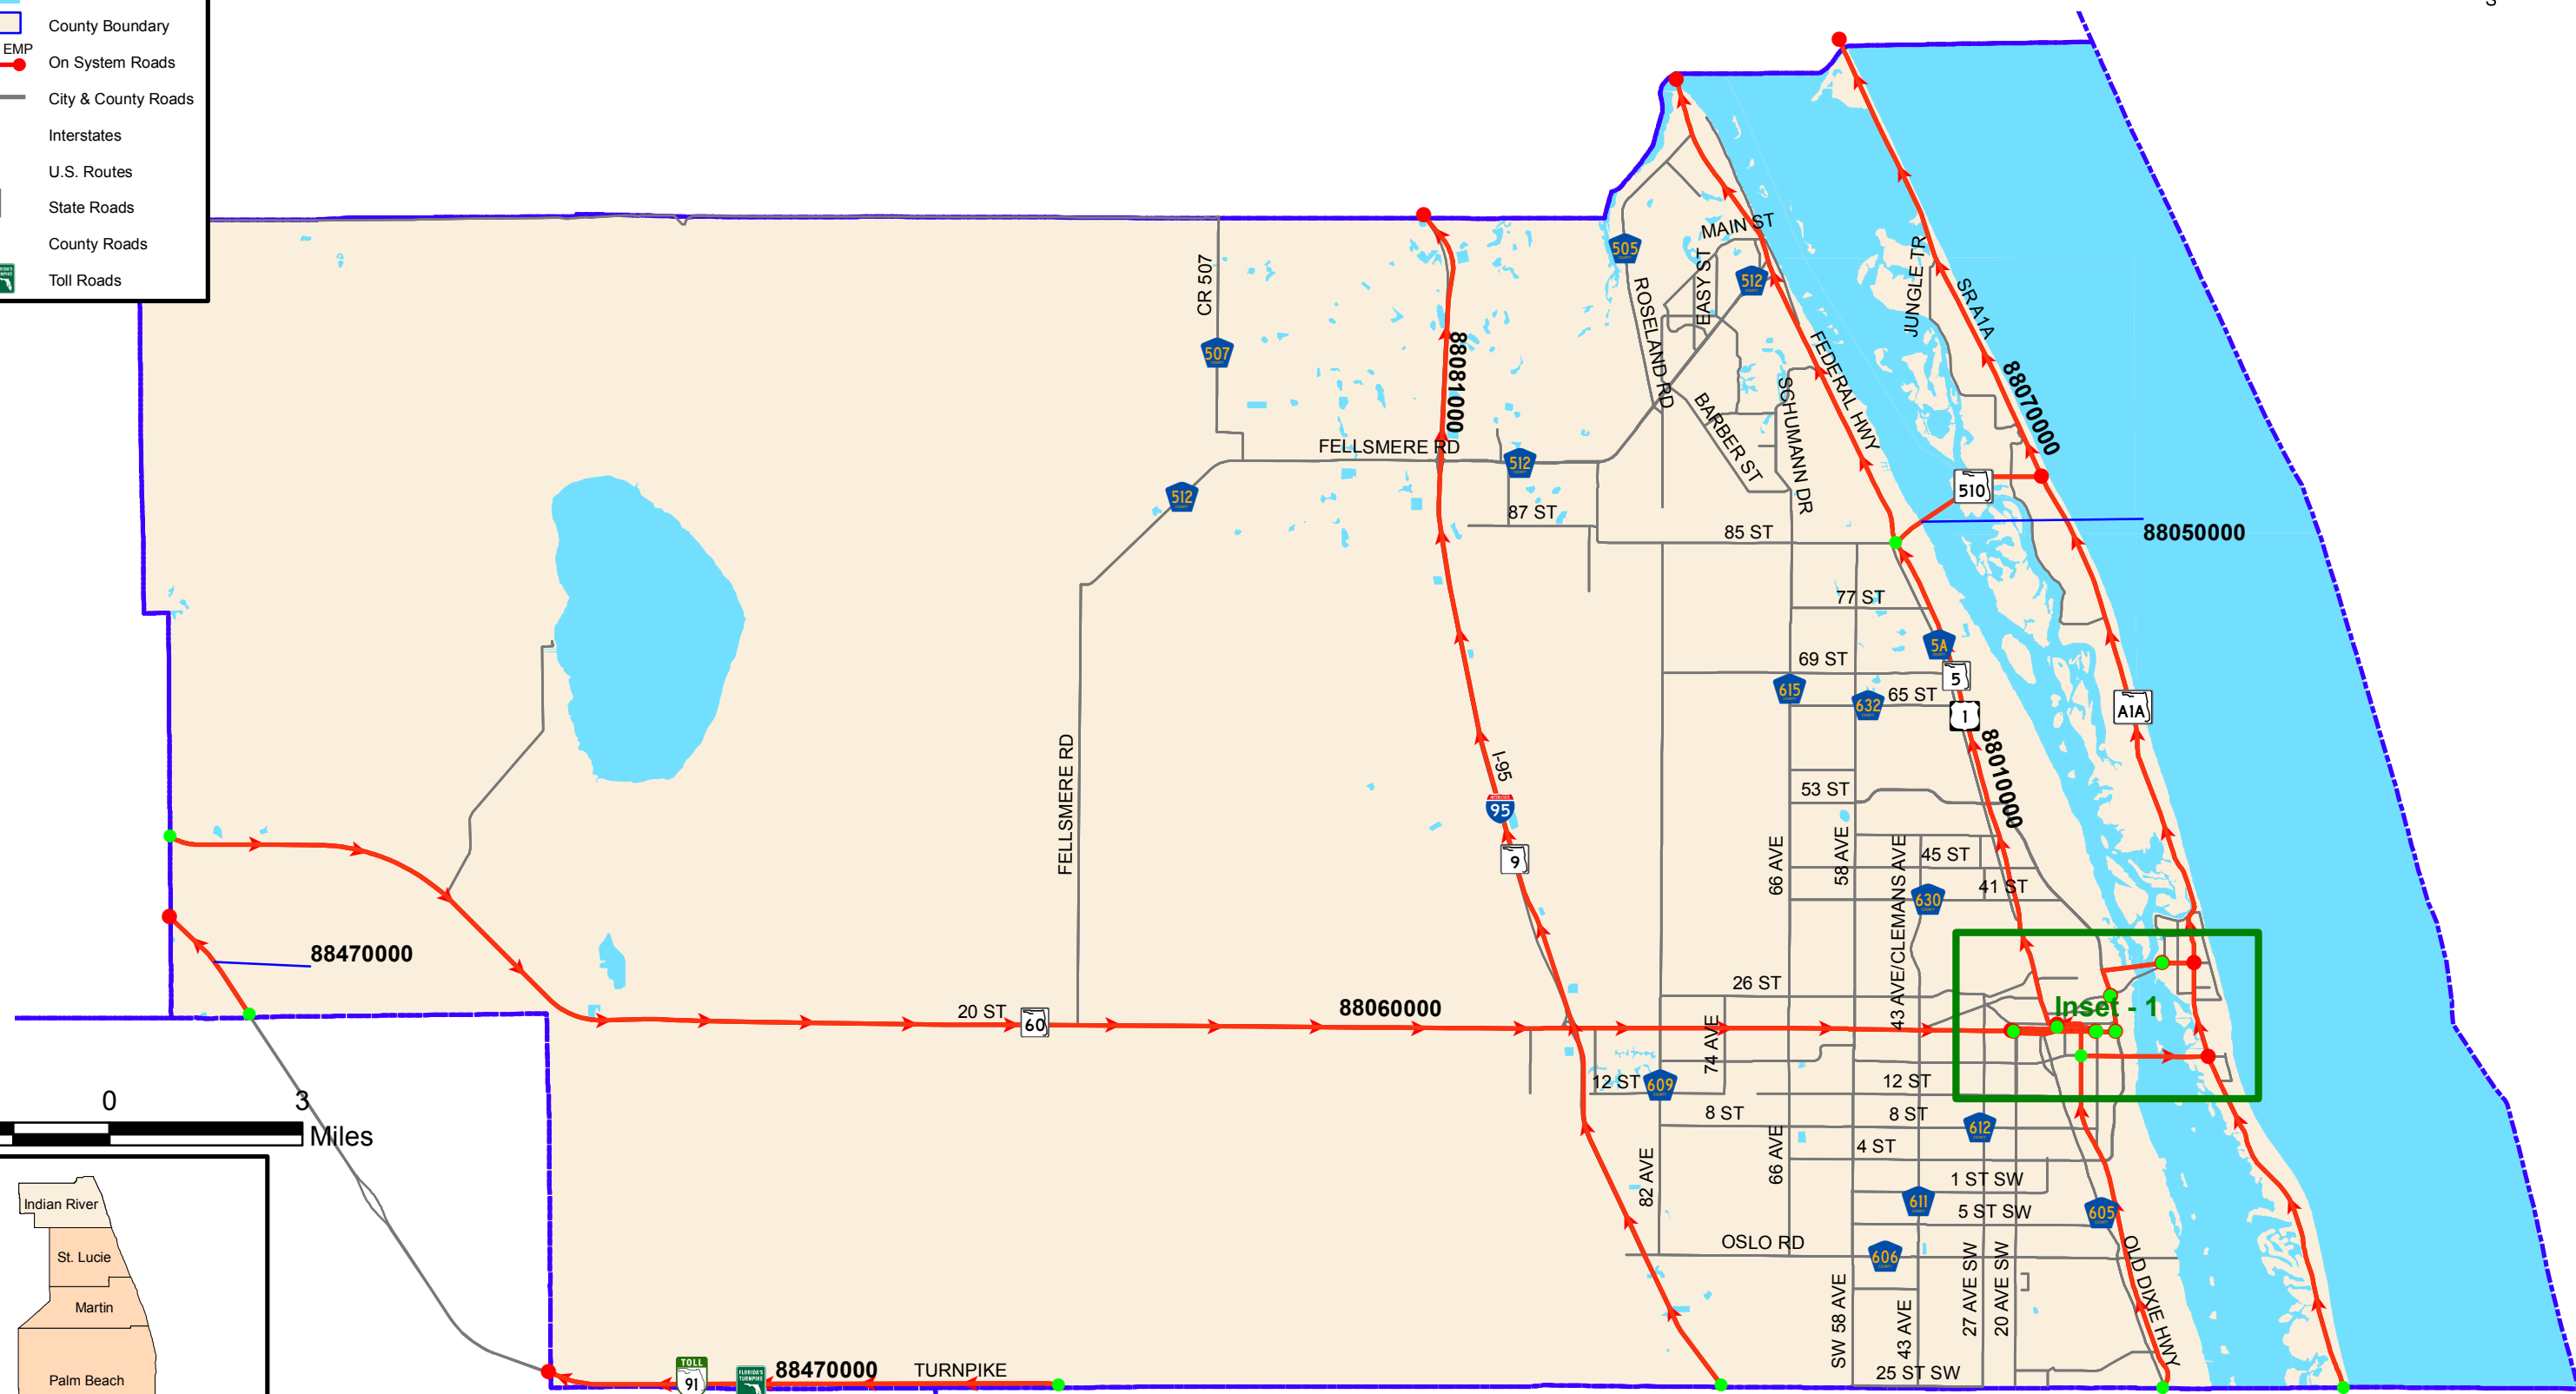 County Boundary
EMP
On System Roads
City & County Roads
Interstates
U.S. Routes
State Roads
County Roads
Toll Roads
MAIN ST
505
512
EASY ST
CR 507
507
ROSELAND RD
JUNGLE TR
SR A1A
88081000
FEDERAL HWY
88070000
SCHUMANN DR
BARBER ST
FELLSMERE RD
512
512
510
87 ST
85 ST
88050000
77 ST
5A
69 ST
5
615
632
65 ST
1
A1A
88010000
FELLSMERE RD
I-95
95
53 ST
9
66 AVE
58 AVE
43 AVE/CLEMANS AVE
45 ST
41 ST
630
88470000
26 ST
Inset - 1
20 ST
60
88060000
74 AVE
12 ST
609
12 ST
8 ST
8 ST
612
4 ST
66 AVE
82 AVE
1 ST SW
611
5 ST SW
605
OSLO RD
606
OLD DIXIE HWY
27 AVE SW
20 AVE SW
SW 58 AVE
43 AVE
25 ST SW
0
3
Miles
Indian River
St. Lucie
Martin
Palm Beach
TOLL
91
FLORIDA'S
TURNPIKE
88470000
TURNPIKE